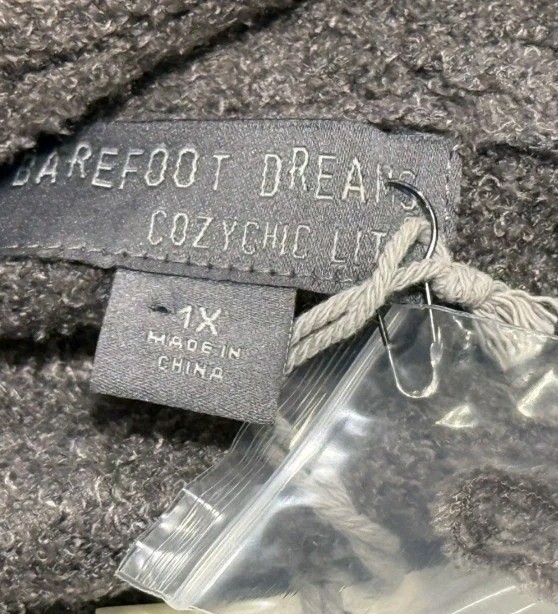 BAREFOOT DREAMS
COZYCHIC LIT
1X
MADE IN
CHINA